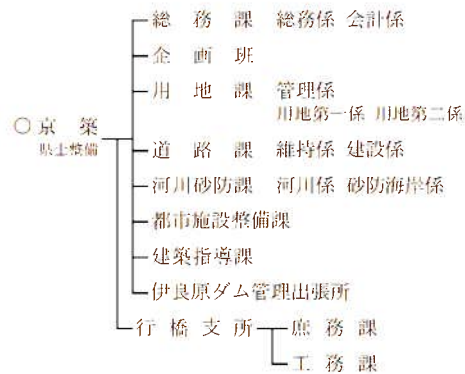 総務課 総務係 会計係
企画班
用地課 管理係
用地第一係 用地第二係
○京築
県土整備
道路課 維持係 建設係
河川砂防課 河川係 砂防海岸係
都市施設整備課
建築指導課
伊良原ダム管理出張所
行橋支所 庶務課
工務課